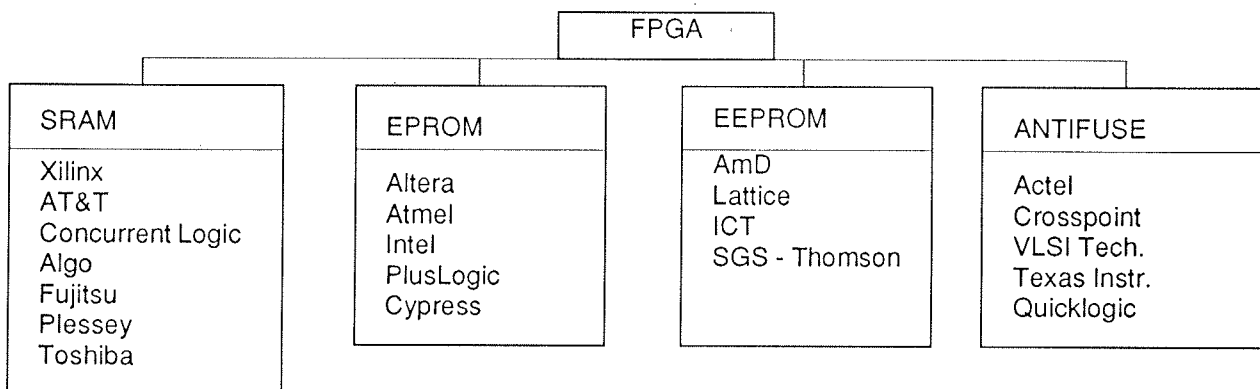 FPGA
SRAM
Xilinx
AT&T
Concurrent Logic
Algo
Fujitsu
Plessey
Toshiba
EPROM
Altera
Atmel
Intel
PlusLogic
Cypress
EEPROM
AmD
Lattice
ICT
SGS - Thomson
ANTIFUSE
Actel
Crosspoint
VLSI Tech.
Texas Instr.
Quicklogic